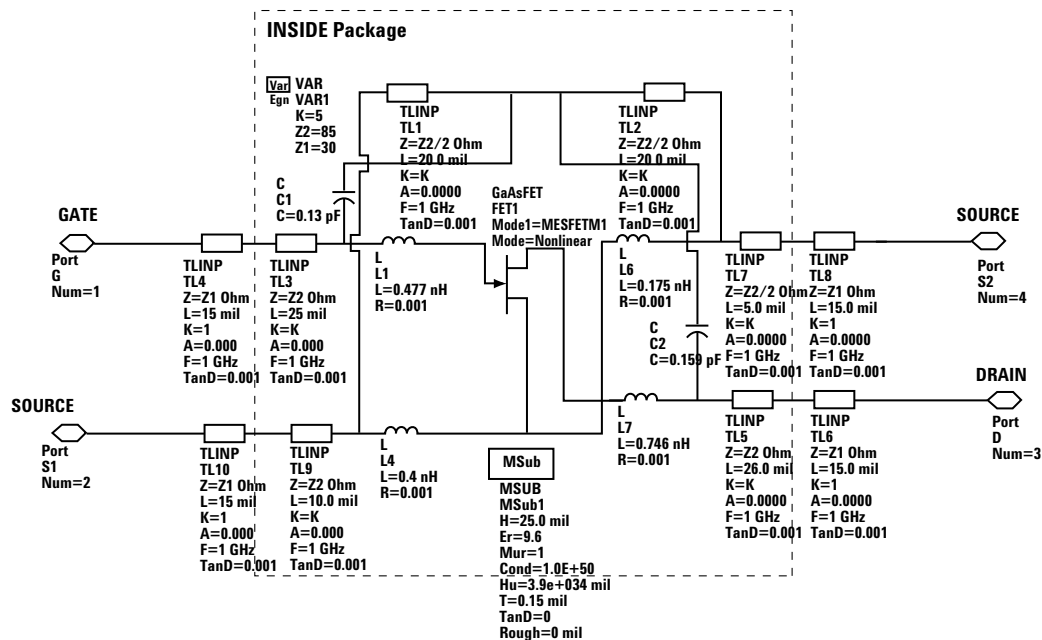 INSIDE Package
Var
Egn
VAR
VAR1
K=5
Z2=85
Z1=30
TLINP
TL1
Z=Z2/2 Ohm
L=20 0 mil
K=K
A=0.0000
F=1 GHz
TanD=0.001
TLINP
TL2
Z=Z2/2 Ohm
L=20.0 mil
K=K
A=0.0000
F=1 GHz
TanD=0.001
C
C1
C=0.13 pF
GaAsFET
FET1
Mode1=MESFETM1
Mode=Nonlinear
GATE
Port
G
Num=1
TLINP
TL4
Z=Z1 Ohm
L=15 mil
K=1
A=0.000
F=1 GHz
TanD=0.001
TLINP
TL3
Z=Z2 Ohm
L=25 mil
K=K
A=0.000
F=1 GHz
TanD=0.001
L
L1
L=0.477 nH
R=0.001
L
L6
L=0.175 nH
R=0.001
C
C2
C=0.159 pF
TLINP
TL7
Z=Z2/2 Ohm
L=5.0 mil
K=K
A=0.0000
F=1 GHz
TanD=0.001
TLINP
TL8
Z=Z1 Ohm
L=15.0 mil
K=1
A=0.0000
F=1 GHz
TanD=0.001
SOURCE
Port
S2
Num=4
SOURCE
Port
S1
Num=2
TLINP
TL10
Z=Z1 Ohm
L=15 mil
K=1
A=0.000
F=1 GHz
TanD=0.001
TLINP
TL9
Z=Z2 Ohm
L=10.0 mil
K=K
A=0.000
F=1 GHz
TanD=0.001
L
L4
L=0.4 nH
R=0.001
MSub
MSUB
MSub1
H=25.0 mil
Er=9.6
Mur=1
Cond=1.0E+50
Hu=3.9e+034 mil
T=0.15 mil
TanD=0
Rough=0 mil
L
L7
L=0.746 nH
R=0.001
TLINP
TL5
Z=Z2 Ohm
L=26.0 mil
K=K
A=0.0000
F=1 GHz
TanD=0.001
TLINP
TL6
Z=Z1 Ohm
L=15.0 mil
K=1
A=0.0000
F=1 GHz
TanD=0.001
DRAIN
Port
D
Num=3